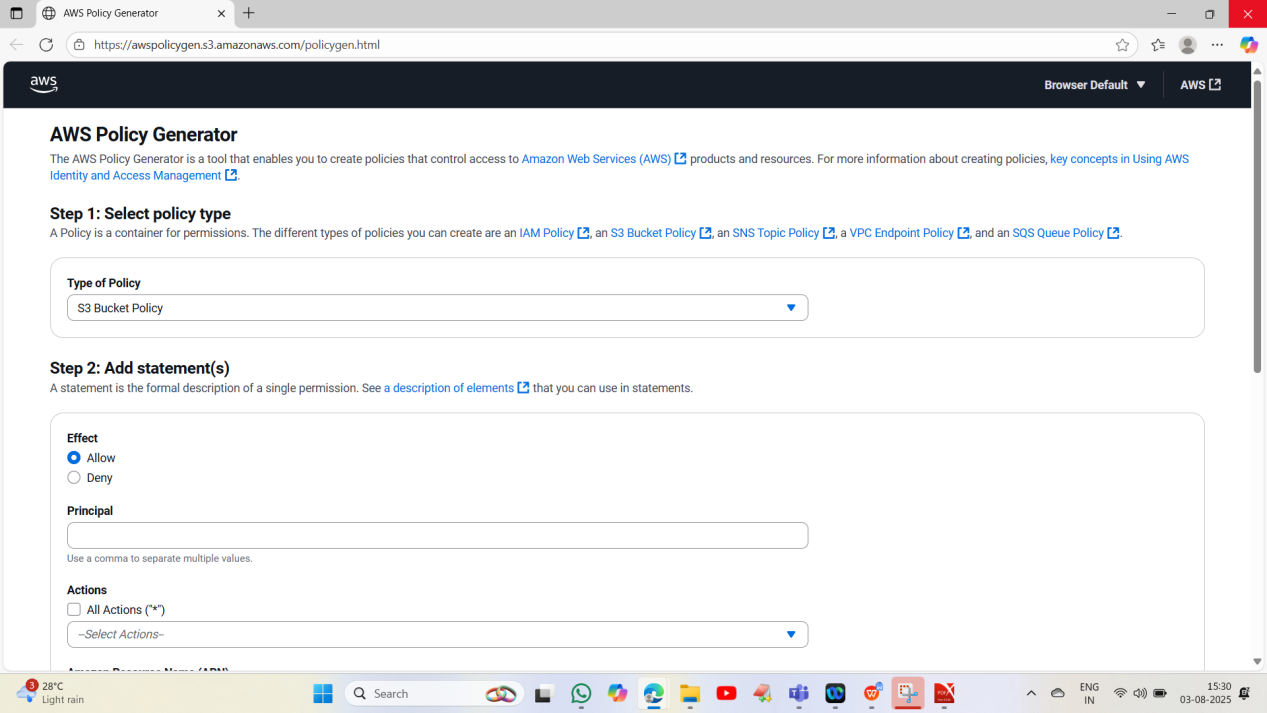 AWS Policy Generator
https://awspolicygen.s3.amazonaws.com/policygen.html
aws
Browser Default
AWS
AWS Policy Generator
The AWS Policy Generator is a tool that enables you to create policies that control access to Amazon Web Services (AWS) products and resources. For more information about creating policies, key concepts in Using AWS
Identity and Access Management.
Step 1: Select policy type
A Policy is a container for permissions. The different types of policies you can create are an IAM Policy, an S3 Bucket Policy, an SNS Topic Policy, a VPC Endpoint Policy, and an SQS Queue Policy.
Type of Policy
S3 Bucket Policy
Step 2: Add statement(s)
A statement is the formal description of a single permission. See a description of elements that you can use in statements.
Effect
Allow
Deny
Principal
Use a comma to separate multiple values.
Actions
All Actions ("*")
--Select Actions--
Amazon Resource Name (ARN)
3
28°C
Light rain
Search
ENG
IN
15:30
03-08-2025